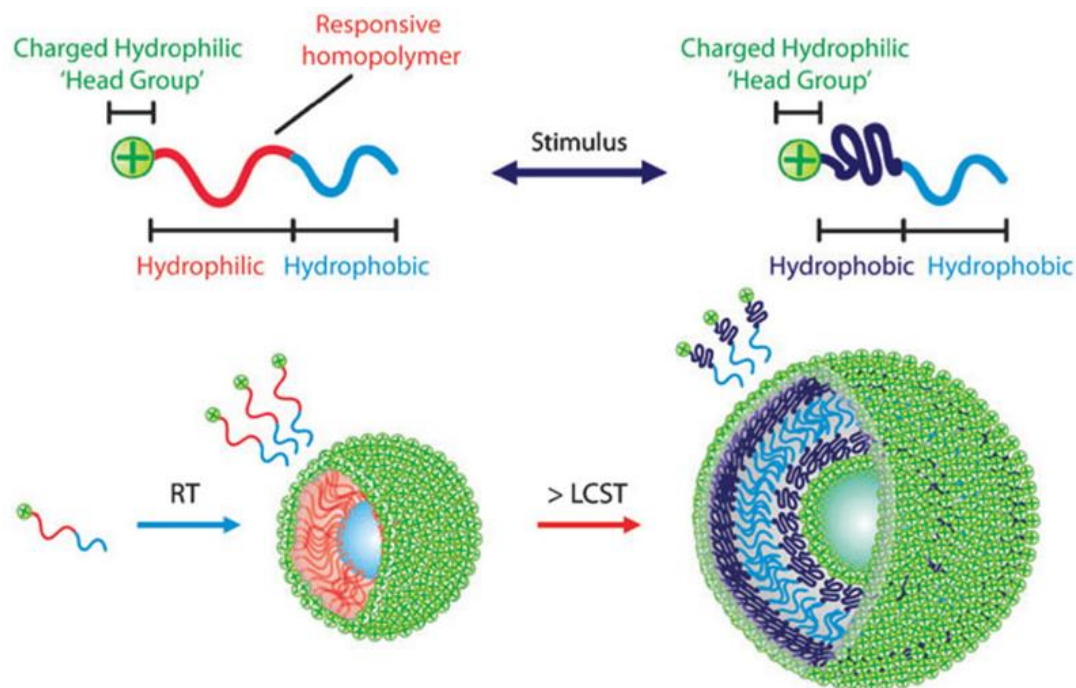 Responsive
homopolymer
Charged Hydrophilic
'Head Group'
Charged Hydrophilic
'Head Group'
Stimulus
Hydrophilic
Hydrophobic
Hydrophobic
Hydrophobic
RT
> LCST